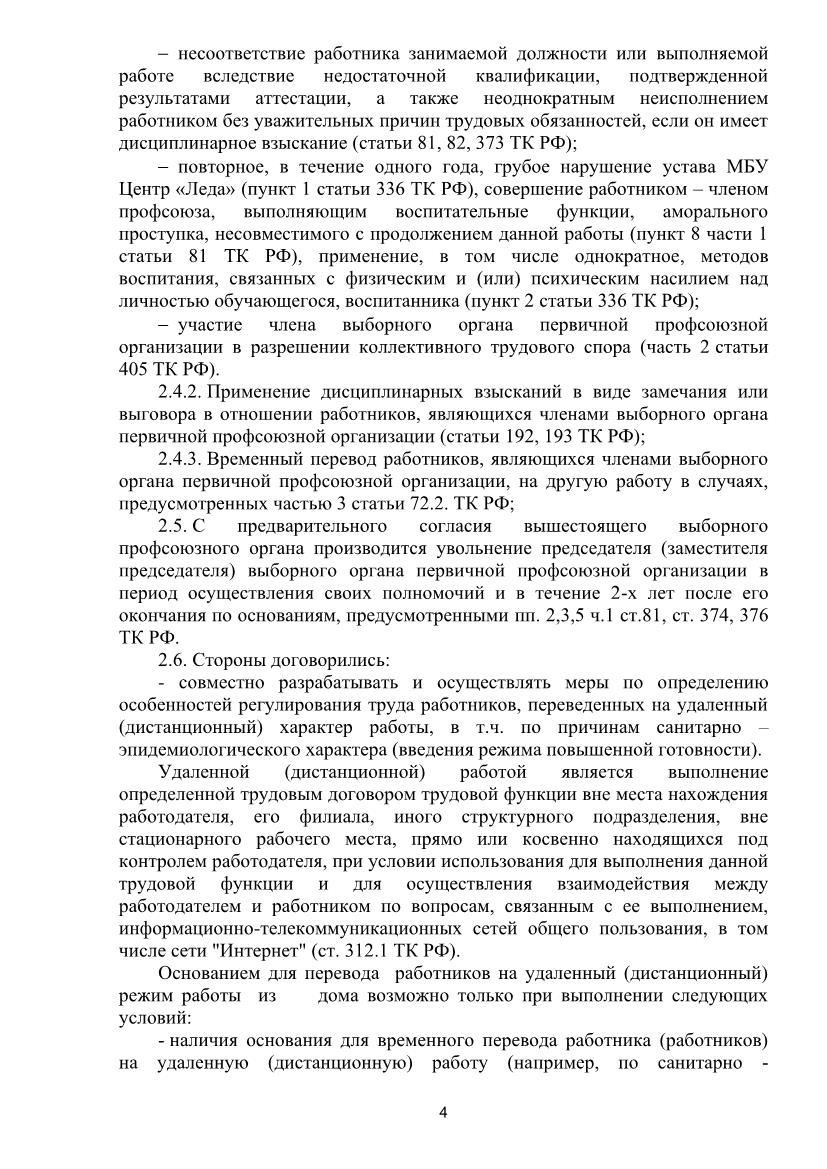 – несоответствие работника занимаемой должности или выполняемой
работе вследствие недостаточной квалификации, подтвержденной
результатами аттестации, а также неоднократным неисполнением
работником без уважительных причин трудовых обязанностей, если он имеет
дисциплинарное взыскание (статьи 81, 82, 373 ТК РФ);
– повторное, в течение одного года, грубое нарушение устава МБУ
Центр «Леда» (пункт 1 статьи 336 ТК РФ), совершение работником – членом
профсоюза, выполняющим воспитательные функции, аморального
проступка, несовместимого с продолжением данной работы (пункт 8 части 1
статьи 81 ТК РФ), применение, в том числе однократное, методов
воспитания, связанных с физическим и (или) психическим насилием над
личностью обучающегося, воспитанника (пункт 2 статьи 336 ТК РФ);
– участие члена выборного органа первичной профсоюзной
организации в разрешении коллективного трудового спора (часть 2 статьи
405 ТК РФ).
2.4.2. Применение дисциплинарных взысканий в виде замечания или
выговора в отношении работников, являющихся членами выборного органа
первичной профсоюзной организации (статьи 192, 193 ТК РФ);
2.4.3. Временный перевод работников, являющихся членами выборного
органа первичной профсоюзной организации, на другую работу в случаях,
предусмотренных частью 3 статьи 72.2. ТК РФ;
2.5. С предварительного согласия вышестоящего выборного
профсоюзного органа производится увольнение председателя (заместителя
председателя) выборного органа первичной профсоюзной организации в
период осуществления своих полномочий и в течение 2-х лет после его
окончания по основаниям, предусмотренными пп. 2,3,5 ч.1 ст.81, ст. 374, 376
ТК РФ.
2.6. Стороны договорились:
- совместно разрабатывать и осуществлять меры по определению
особенностей регулирования труда работников, переведенных на удаленный
(дистанционный) характер работы, в т.ч. по причинам санитарно –
эпидемиологического характера (введения режима повышенной готовности).
Удаленной (дистанционной) работой является выполнение
определенной трудовым договором трудовой функции вне места нахождения
работодателя, его филиала, иного структурного подразделения, вне
стационарного рабочего места, прямо или косвенно находящихся под
контролем работодателя, при условии использования для выполнения данной
трудовой функции и для осуществления взаимодействия между
работодателем и работником по вопросам, связанным с ее выполнением,
информационно-телекоммуникационных сетей общего пользования, в том
числе сети "Интернет" (ст. 312.1 ТК РФ).
Основанием для перевода работников на удаленный (дистанционный)
режим работы из дома возможно только при выполнении следующих
условий:
- наличия основания для временного перевода работника (работников)
на удаленную (дистанционную) работу (например, по санитарно -
4